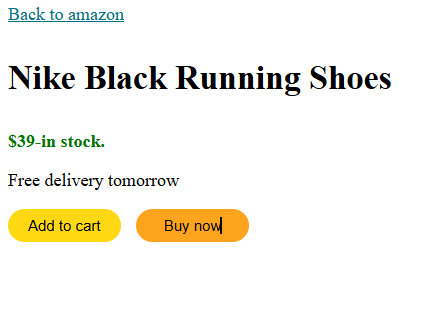 Back to amazon
Nike Black Running Shoes
$39-in stock.
Free delivery tomorrow
Add to cart Buy now